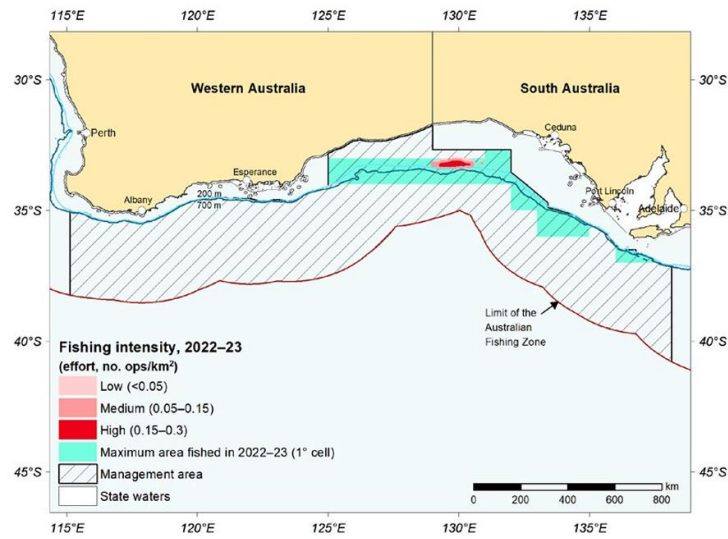 115°E 120°E 125°E 130°E 135°E
30°S 30°S
Western Australia South Australia
Perth
Ceduna
Esperance
Port Lincoln
Albany
200 m
700 m
Adelaide
35°S 35°S
Limit of the
Australian
Fishing Zone
40°S 40°S
Fishing intensity, 2022–23
(effort, no. ops/km²)
Low (<0.05)
Medium (0.05–0.15)
High (0.15–0.3)
Maximum area fished in 2022–23 (1° cell)
Management area
State waters
45°S 45°S
km
0 200 400 600 800
115°E 120°E 125°E 130°E 135°E